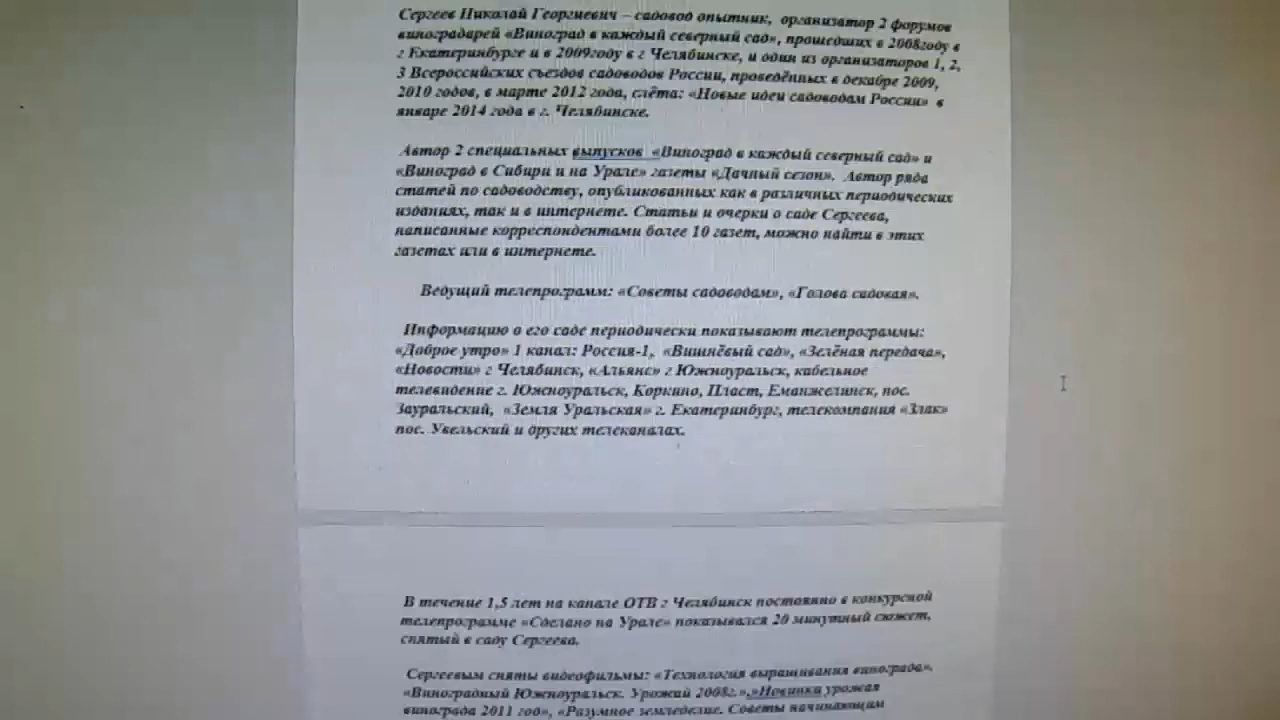 Сергеев Николай Георгиевич – садовод опытник, организатор 2 форумов
виноградарей «Виноград в каждый северный сад», прошедших в 2008году в
г Екатеринбурге и в 2009году в г Челябинске, и один из организаторов 1, 2,
3 Всероссийских съездов садоводов России, проведённых в декабре 2009,
2010 годов, в марте 2012 года, слёта: «Новые идеи садоводам России» в
январе 2014 года в г. Челябинске.
Автор 2 специальных выпусков «Виноград в каждый северный сад» и
«Виноград в Сибири и на Урале» газеты «Дачный сезон». Автор ряда
статей по садоводству, опубликованных как в различных периодических
изданиях, так и в интернете. Статьи и очерки о саде Сергеева,
написанные корреспондентами более 10 газет, можно найти в этих
газетах или в интернете.
Ведущий телепрограмм: «Советы садоводам», «Голова садовая».
Информацию о его саде периодически показывают телепрограммы:
«Доброе утро» 1 канал: Россия-1, «Вишнёвый сад», «Зелёная передача»,
«Новости» г Челябинск, «Альянс» г Южноуральск, кабельное
телевидение г. Южноуральск, Коркино, Пласт, Еманжелинск, пос.
Зауральский, «Земля Уральская» г. Екатеринбург, телекомпания «Злак»
пос. Увельский и других телеканалах.
В течение 1,5 лет на канале ОТВ г Челябинск постоянно в конкурсной
телепрограмме «Сделано на Урале» показывался 20 минутный сюжет,
снятый в саду Сергеева.
Сергеевым сняты видеофильмы: «Технология выращивания винограда»,
«Виноградный Южноуральск. Урожай 2008г.»,»Новинки урожая
винограда 2011 год», «Разумное земледелие. Советы начинающим